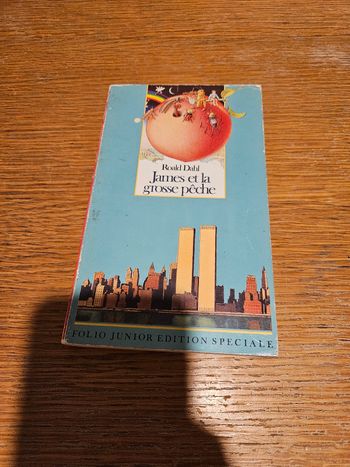 Roald Dahl
James et la
grosse pêche
FOLIO JUNIOR EDITION SPECIALE